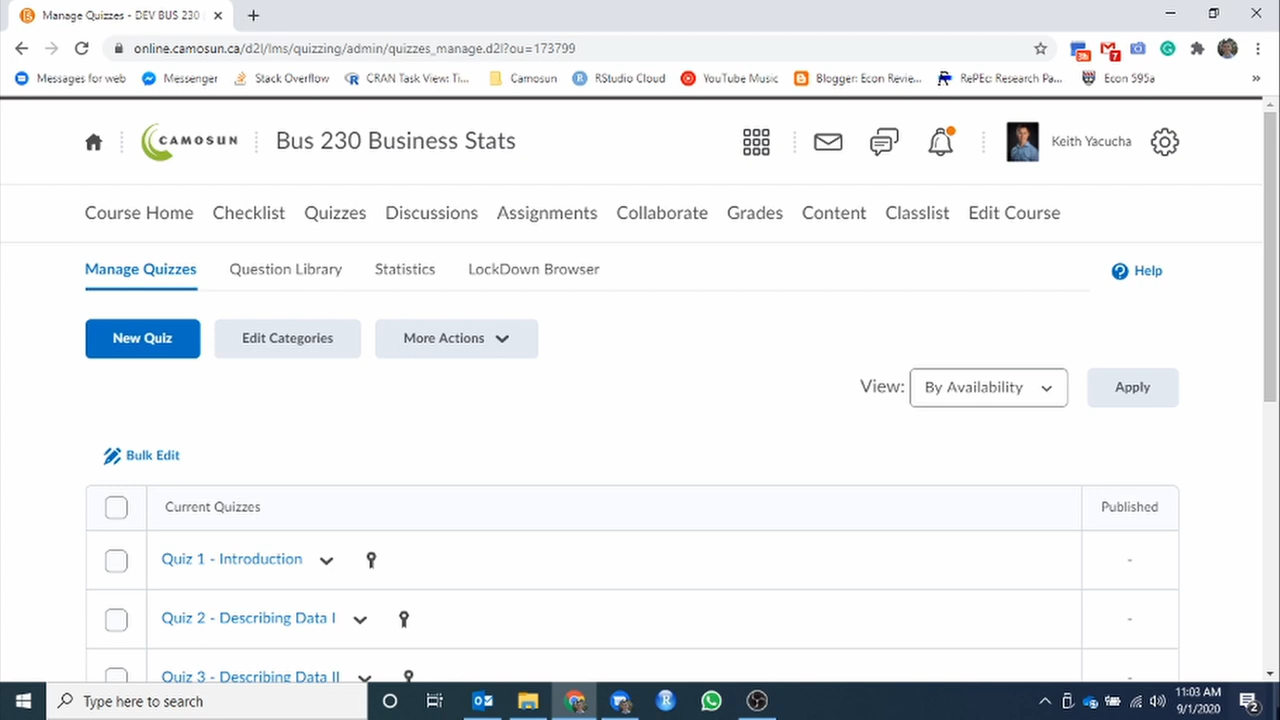 Manage Quizzes - DEV BUS 230
online.camosun.ca/d2l/lms/quizzing/admin/quizzes_manage.d2l?ou=173799
Messages for web Messenger Stack Overflow CRAN Task View: Ti... Camosun RStudio Cloud YouTube Music Blogger: Econ Revie... RePEc: Research Pa... Econ 595a »
CAMOSUN Bus 230 Business Stats Keith Yacucha
Course Home Checklist Quizzes Discussions Assignments Collaborate Grades Content Classlist Edit Course
Manage Quizzes Question Library Statistics LockDown Browser Help
New Quiz Edit Categories More Actions
View: By Availability Apply
Bulk Edit
Current Quizzes Published
Quiz 1 - Introduction -
Quiz 2 - Describing Data I -
Quiz 3 - Describing Data II -
Type here to search 11:03 AM
9/1/2020 2